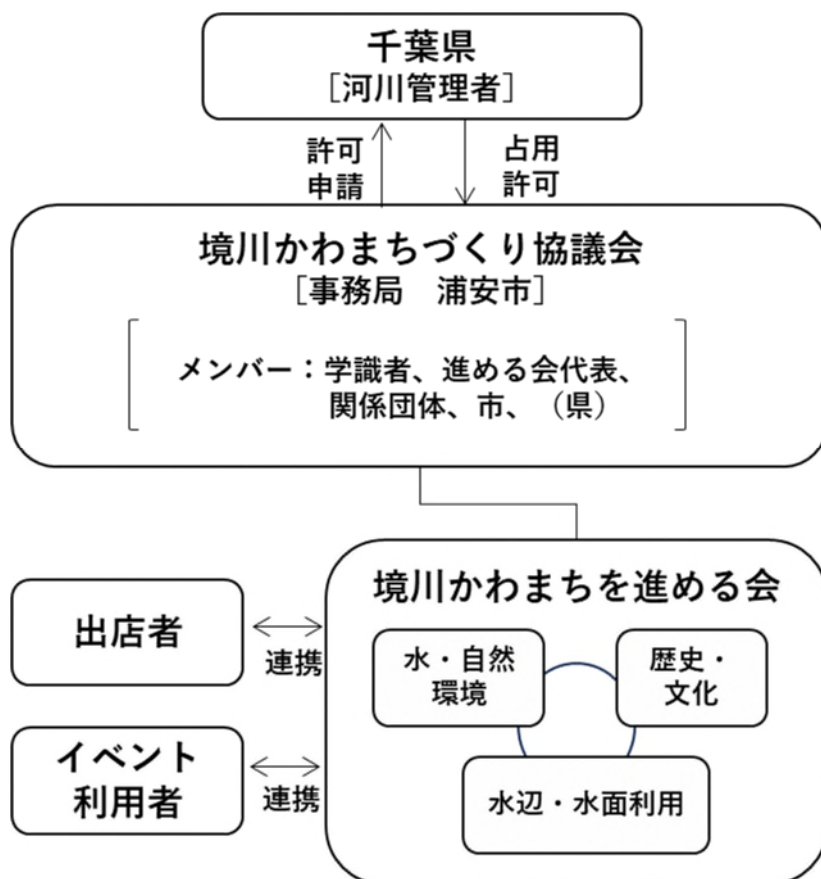 千葉県
［河川管理者］
許可
申請
占用
許可
境川かわまちづくり協議会
［事務局　浦安市］
メンバー：学識者、進める会代表、
関係団体、市、（県）
境川かわまちを進める会
出店者
連携
水・自然
環境
歴史・
文化
イベント
利用者
連携
水辺・水面利用